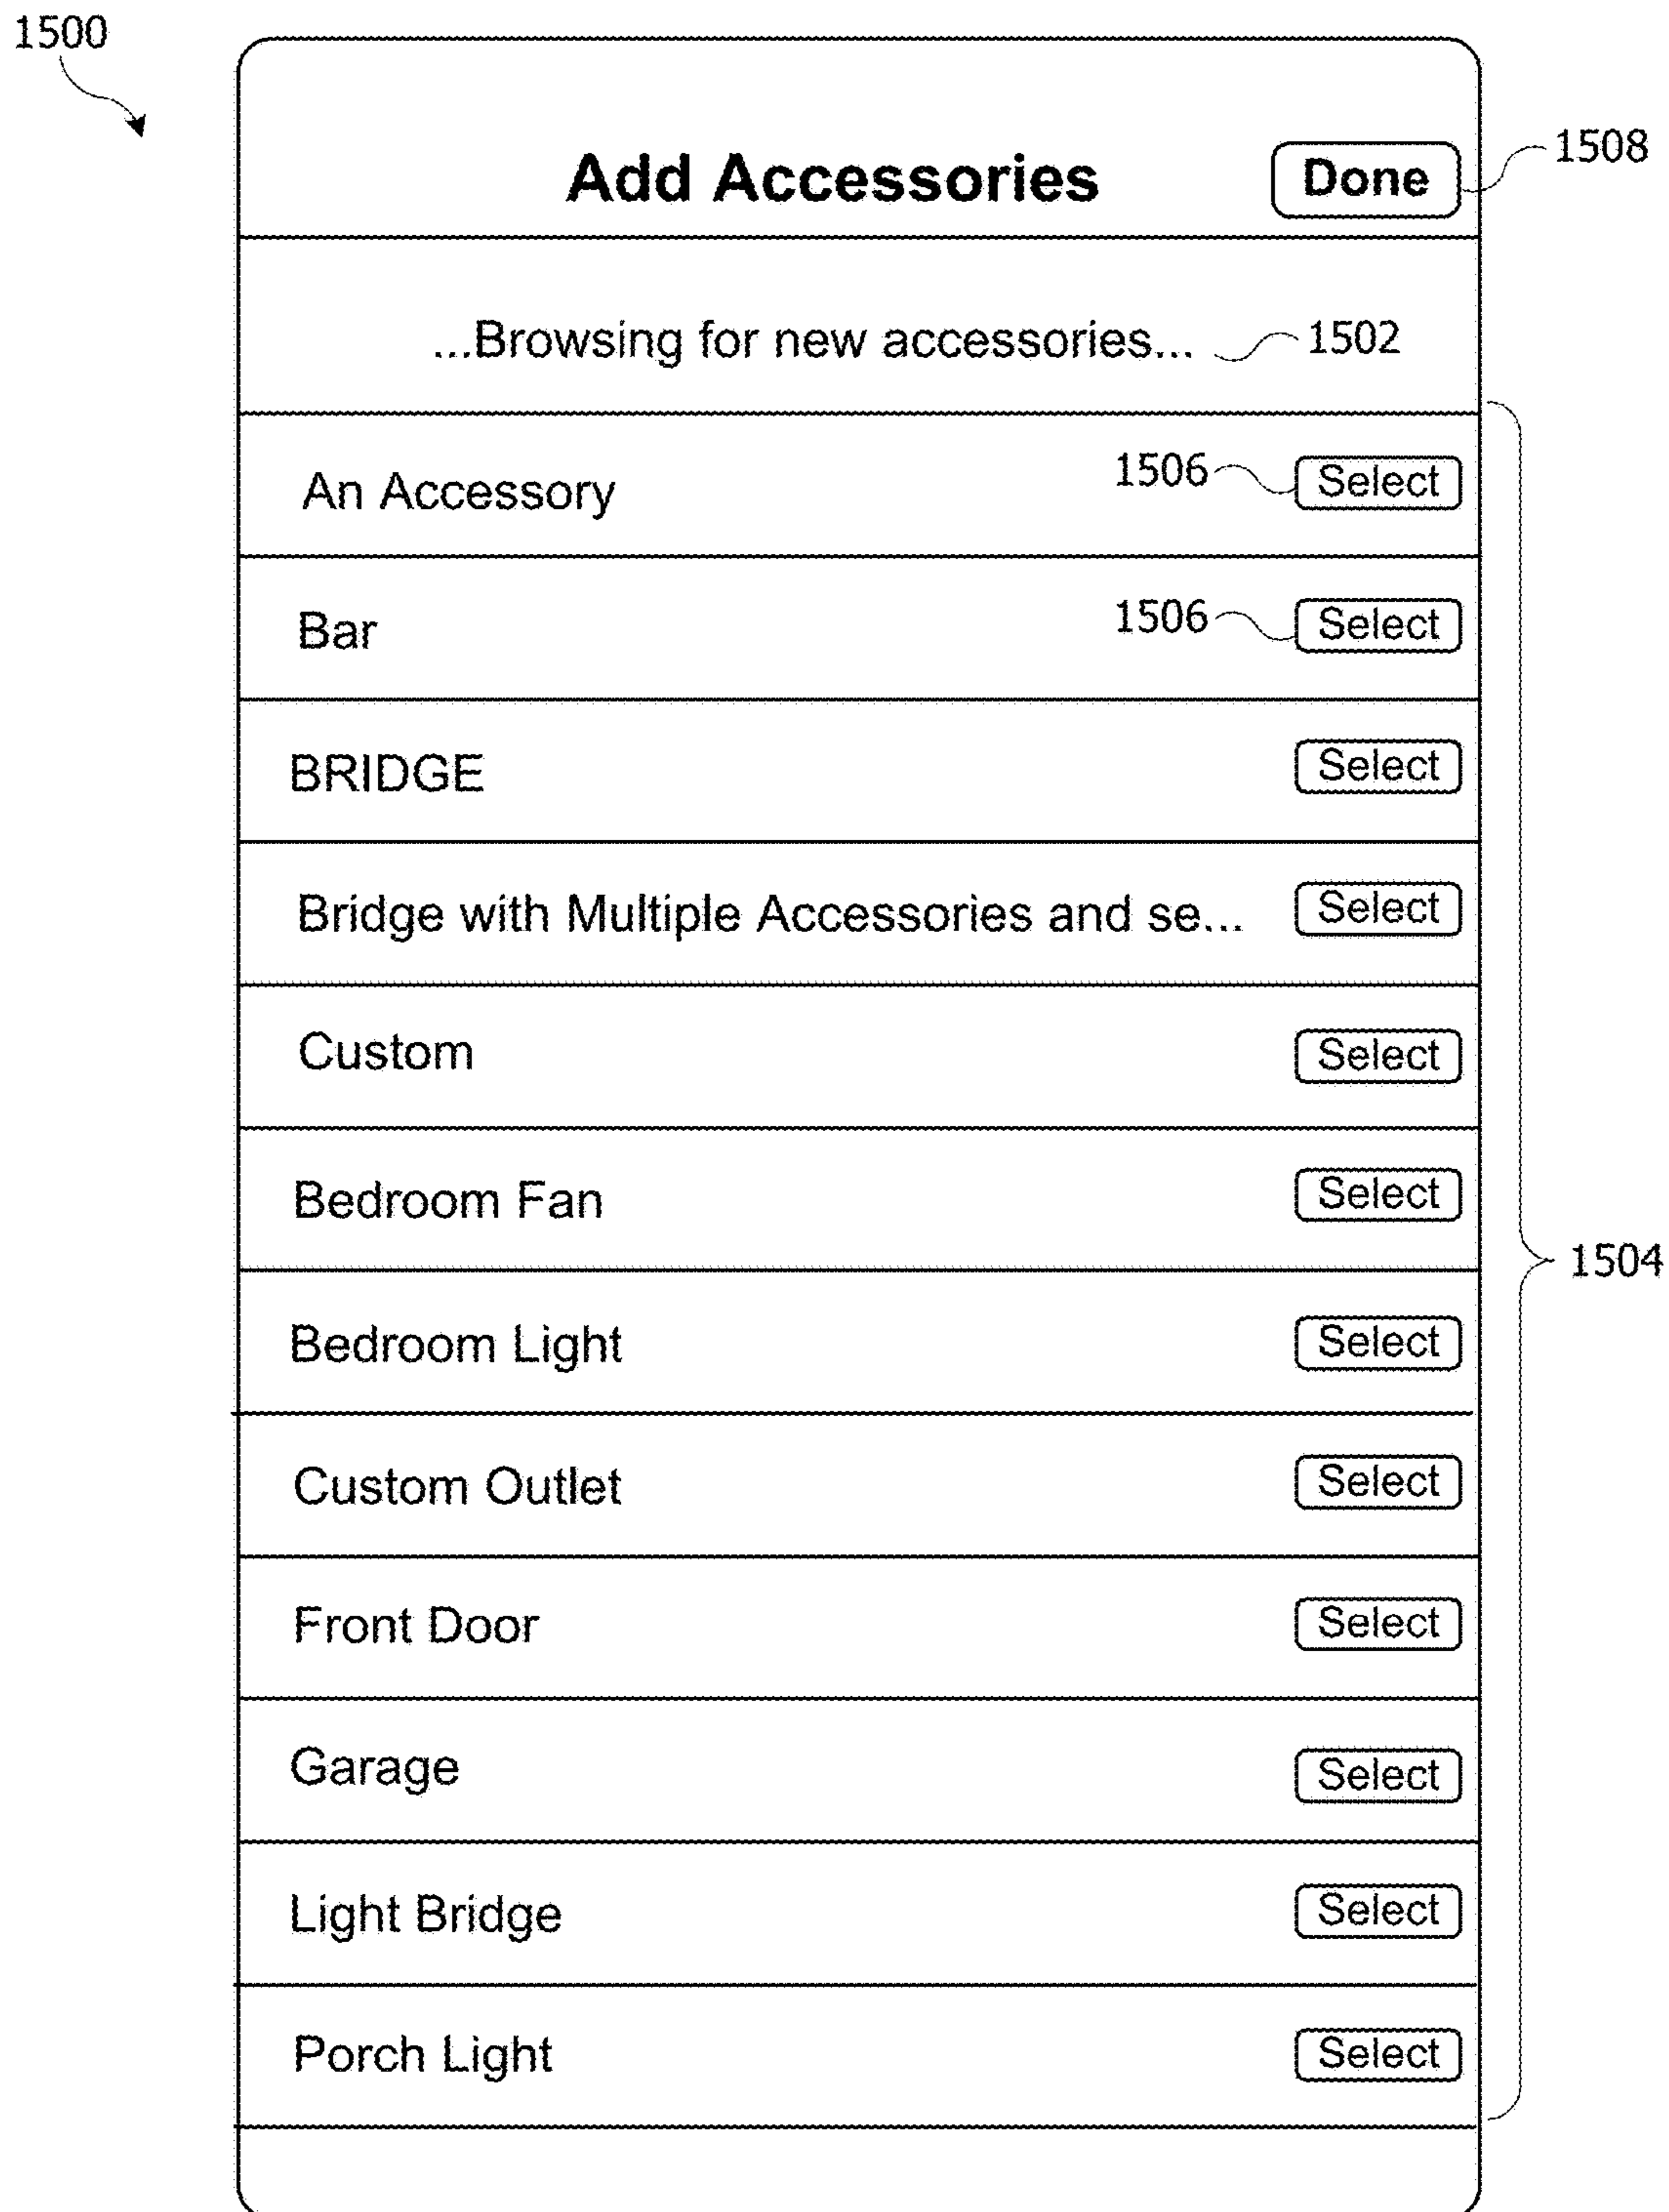 1500
Add Accessories Done 1508
...Browsing for new accessories... 1502
An Accessory 1506 Select
Bar 1506 Select
BRIDGE Select
Bridge with Multiple Accessories and se... Select
Custom Select
Bedroom Fan Select
1504
Bedroom Light Select
Custom Outlet Select
Front Door Select
Garage Select
Light Bridge Select
Porch Light Select